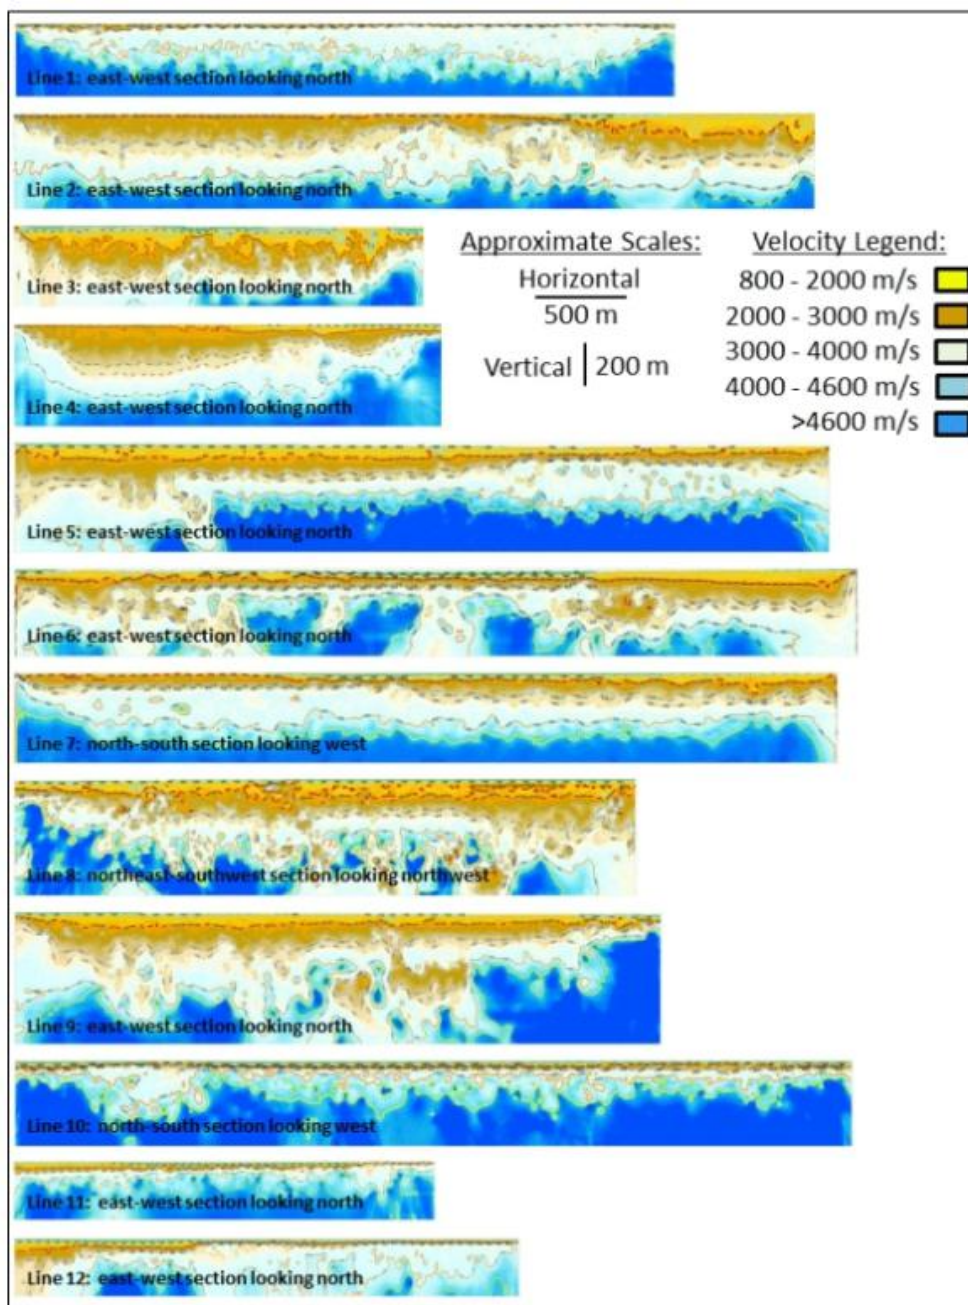 Line 1: east-west section looking north
Line 2: east-west section looking north
Approximate Scales:
Horizontal
500 m
Vertical
200 m
Velocity Legend:
800 - 2000 m/s
2000 - 3000 m/s
3000 - 4000 m/s
4000 - 4600 m/s
>4600 m/s
Line 3: east-west section looking north
Line 4: east-west section looking north
Line 5: east-west section looking north
Line 6: east-west section looking north
Line 7: north-south section looking west
Line 8: northeast-southwest section looking northwest
Line 9: east-west section looking north
Line 10: north-south section looking west
Line 11: east-west section looking north
Line 12: east-west section looking north